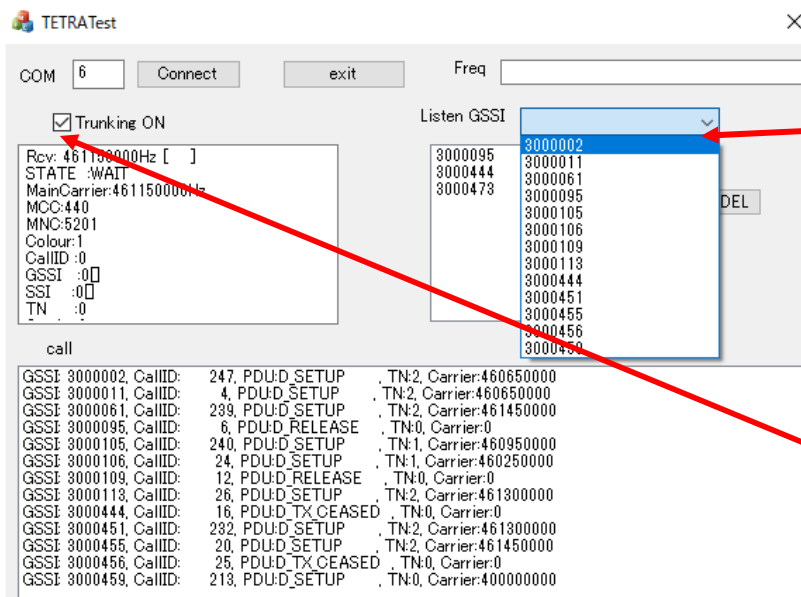 TETRATest
COM 6 Connect exit Freq
Trunking ON
Listen GSSI
Rcv: 461150000Hz [ ]
STATE :WAIT
MainCarrier:461150000Hz
MCC:440
MNC:5201
Colour:1
CallID :0
GSSI :0
SSI :0
TN :0
3000095
3000444
3000473
3000002
3000011
3000061
3000095
3000105
3000106
3000109
3000113
3000444
3000451
3000455
3000456
3000459
DEL
call
GSSI: 3000002, CallID: 247, PDU:D_SETUP , TN:2, Carrier:460650000
GSSI: 3000011, CallID: 4, PDU:D_SETUP , TN:2, Carrier:460650000
GSSI: 3000061, CallID: 239, PDU:D_SETUP , TN:2, Carrier:461450000
GSSI: 3000095, CallID: 6, PDU:D_RELEASE , TN:0, Carrier:0
GSSI: 3000105, CallID: 240, PDU:D_SETUP , TN:1, Carrier:460950000
GSSI: 3000106, CallID: 24, PDU:D_SETUP , TN:1, Carrier:460250000
GSSI: 3000109, CallID: 12, PDU:D_RELEASE , TN:0, Carrier:0
GSSI: 3000113, CallID: 26, PDU:D_SETUP , TN:2, Carrier:461300000
GSSI: 3000444, CallID: 16, PDU:D_TX_CEASED , TN:0, Carrier:0
GSSI: 3000451, CallID: 232, PDU:D_SETUP , TN:2, Carrier:461300000
GSSI: 3000455, CallID: 20, PDU:D_SETUP , TN:2, Carrier:461450000
GSSI: 3000456, CallID: 25, PDU:D_TX_CEASED , TN:0, Carrier:0
GSSI: 3000459, CallID: 213, PDU:D_SETUP , TN:0, Carrier:400000000